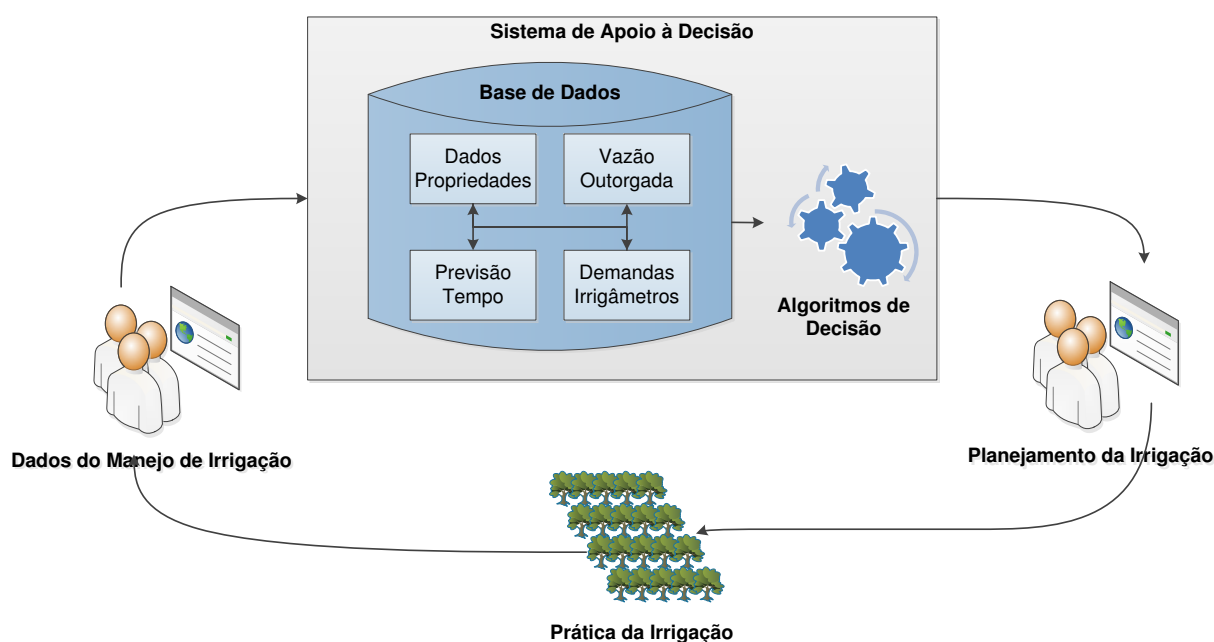 Sistema de Apoio à Decisão
Base de Dados
Dados
Propriedades
Vazão
Outorgada
Previsão
Tempo
Demandas
Irrigâmetros
Algoritmos de
Decisão
Dados do Manejo de Irrigação
Planejamento da Irrigação
Prática da Irrigação